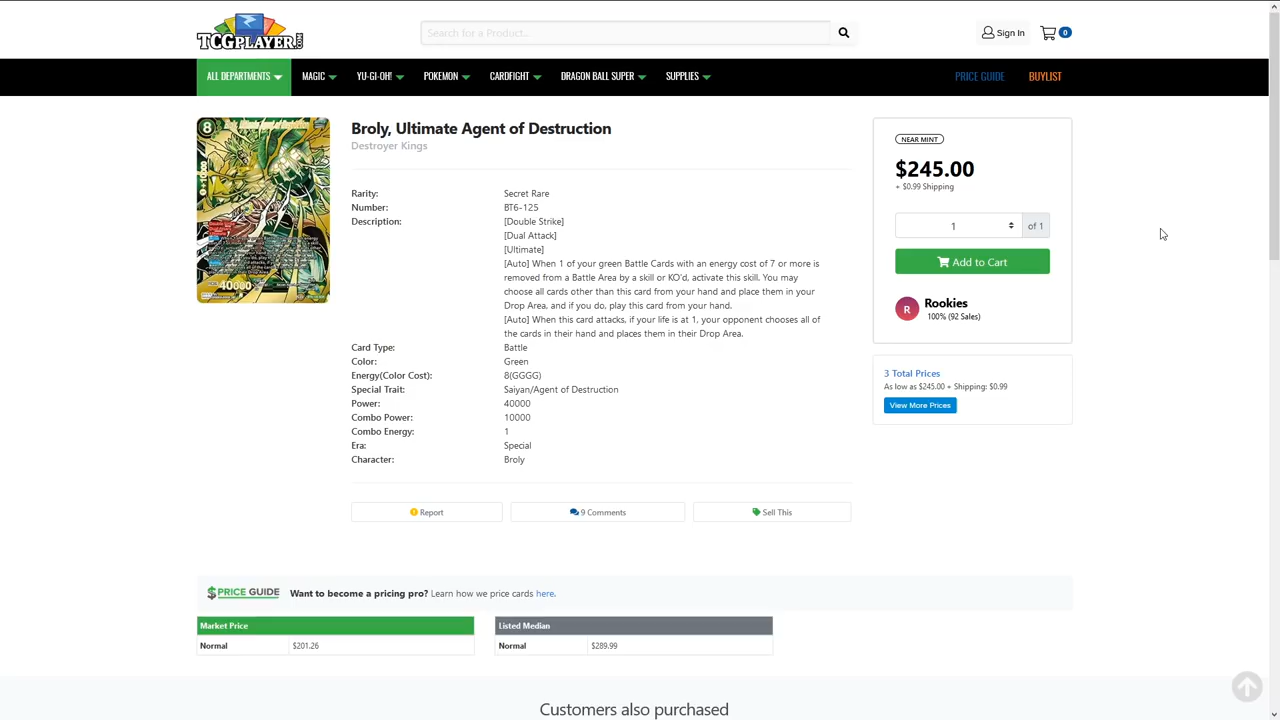 TCGPLAYER.COM
Search for a Product...
Sign In
0
ALL DEPARTMENTS
MAGIC
YU-GI-OH!
POKEMON
CARDFIGHT
DRAGON BALL SUPER
SUPPLIES
PRICE GUIDE
BUYLIST
8
0+10000
40000
Broly, Ultimate Agent of Destruction
Destroyer Kings
Rarity: Secret Rare
Number: BT6-125
Description: [Double Strike]
[Dual Attack]
[Ultimate]
[Auto] When 1 of your green Battle Cards with an energy cost of 7 or more is
removed from a Battle Area by a skill or KO'd, activate this skill. You may
choose all cards other than this card from your hand and place them in your
Drop Area, and if you do, play this card from your hand.
[Auto] When this card attacks, if your life is at 1, your opponent chooses all of
the cards in their hand and places them in their Drop Area.
Card Type: Battle
Color: Green
Energy(Color Cost): 8(GGGG)
Special Trait: Saiyan/Agent of Destruction
Power: 40000
Combo Power: 10000
Combo Energy: 1
Era: Special
Character: Broly
Report
9 Comments
Sell This
NEAR MINT
$245.00
+ $0.99 Shipping
1 of 1
Add to Cart
R
Rookies
100% (92 Sales)
3 Total Prices
As low as $245.00 + Shipping: $0.99
View More Prices
PRICE GUIDE Want to become a pricing pro? Learn how we price cards here.
Market Price
Normal $201.26
Listed Median
Normal $289.99
Customers also purchased